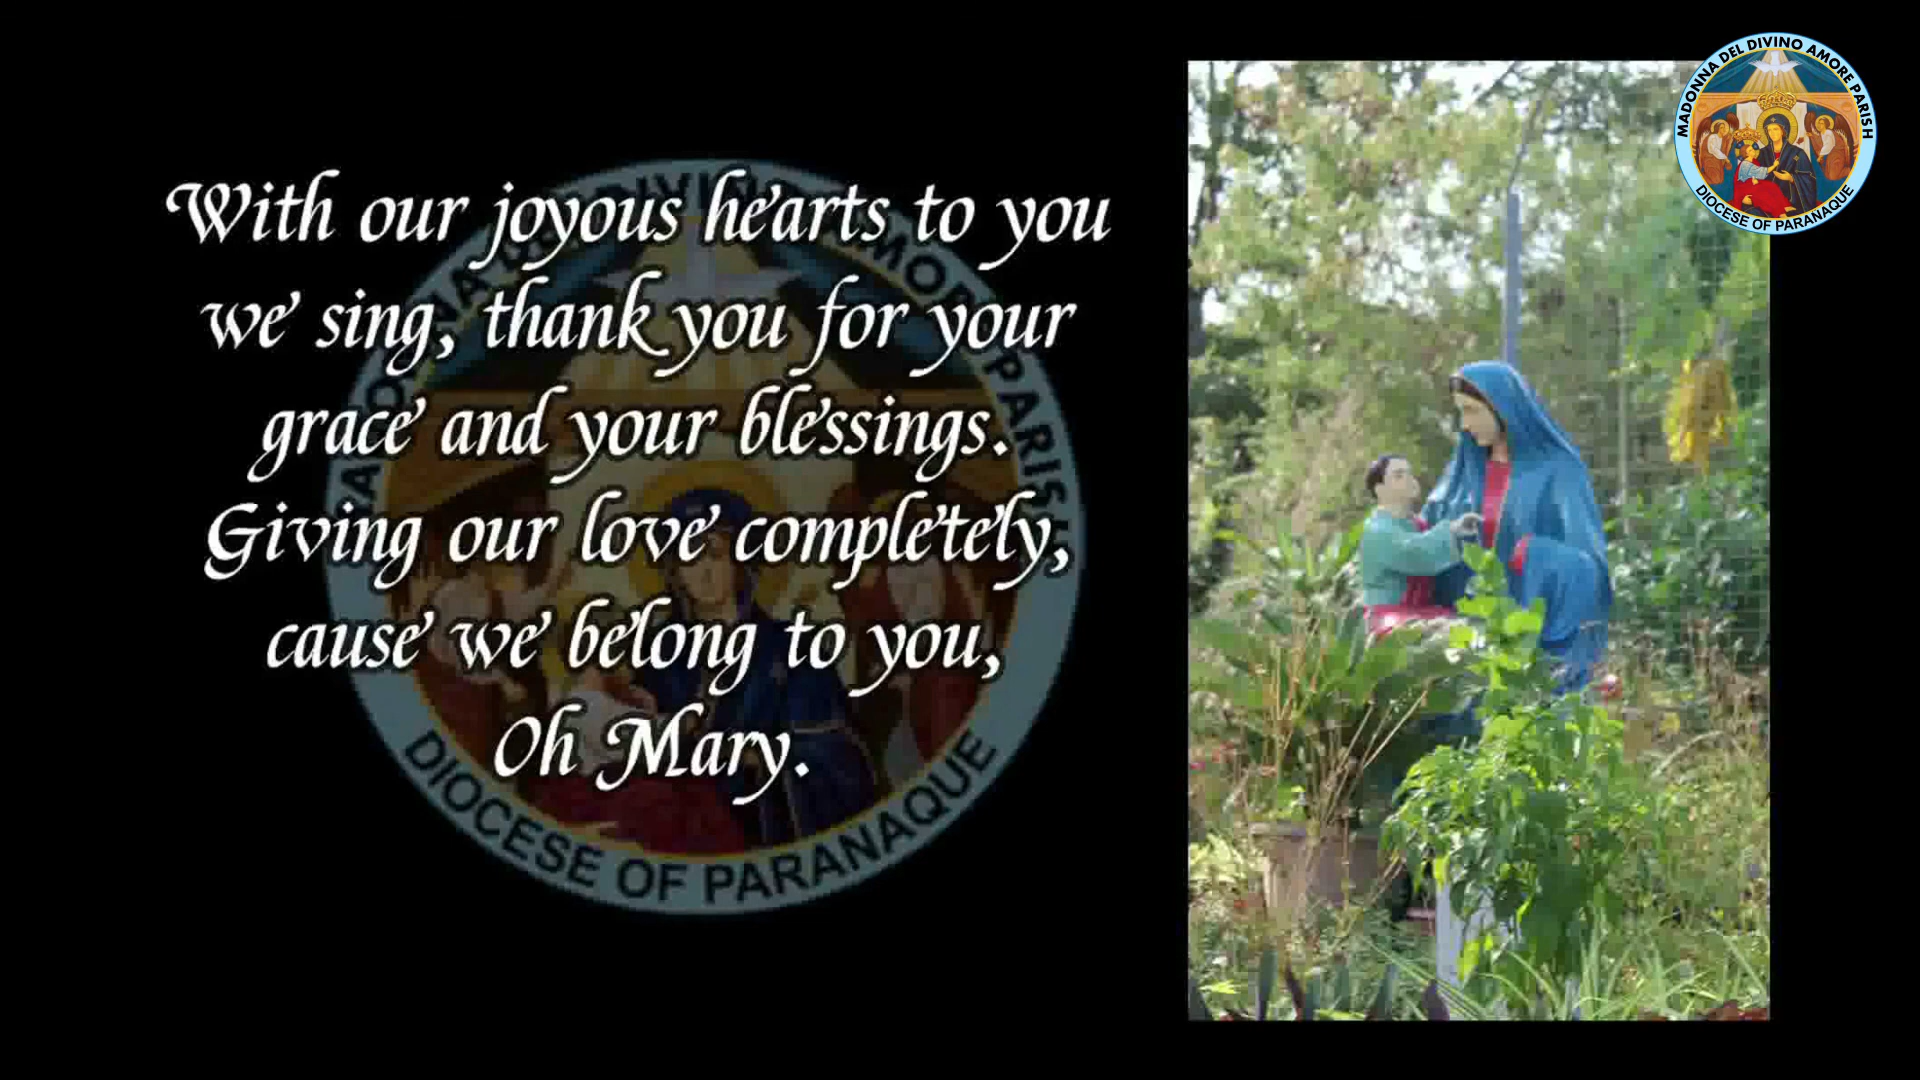 With our joyous hearts to you
we sing, thank you for your
grace and your blessings.
Giving our love completely,
cause we belong to you,
Oh Mary.
MADONNA DEL DIVINO AMORE PARISH
DIOCESE OF PARANAQUE
DIOCESE OF PARANAQUE